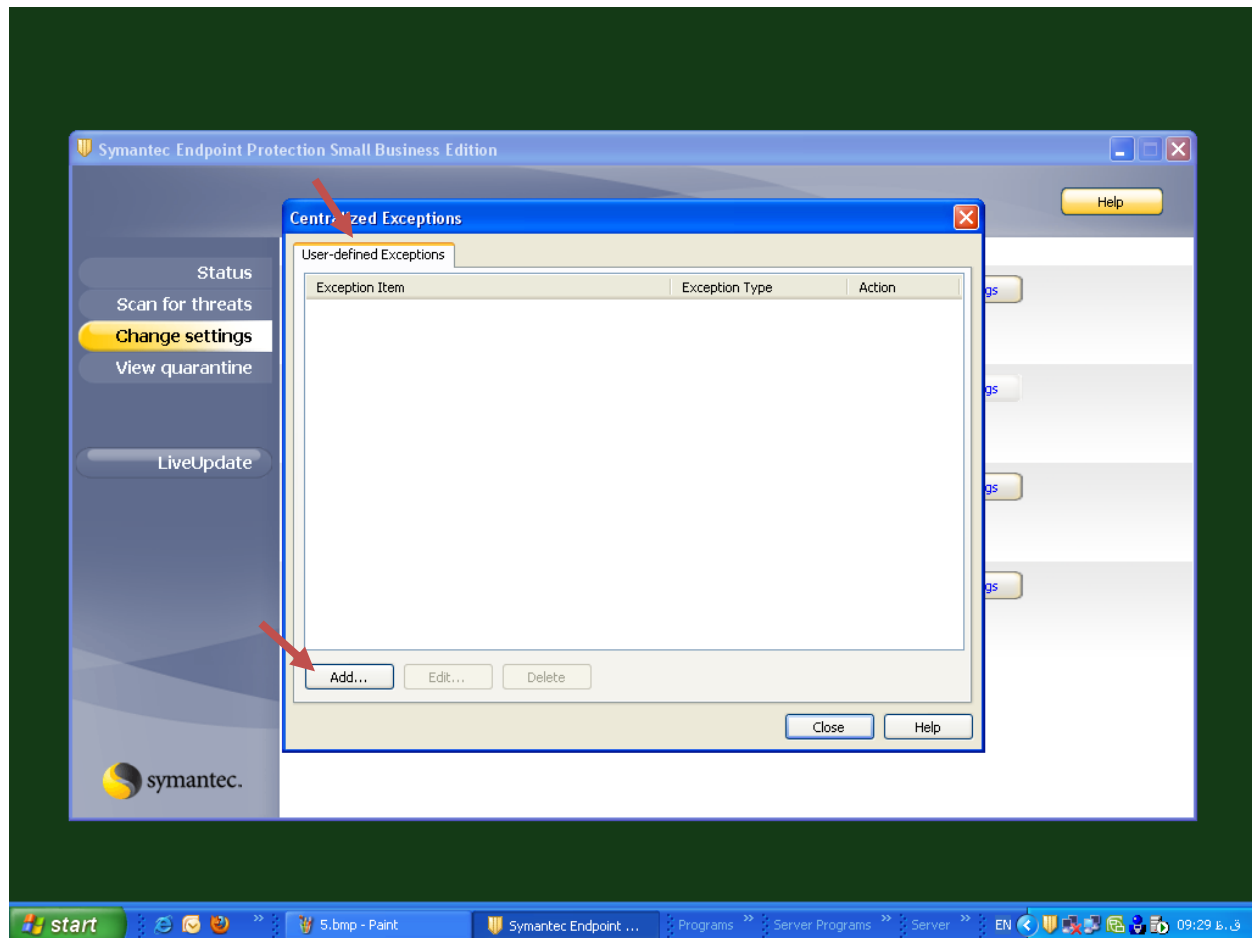 Symantec Endpoint Protection Small Business Edition
Help
Centralized Exceptions
User-defined Exceptions
Exception Item Exception Type Action
Status
Scan for threats
Change settings
View quarantine
LiveUpdate
gs
gs
gs
gs
Add... Edit... Delete
Close Help
symantec.
start 5.bmp - Paint Symantec Endpoint ... Programs » Server Programs » Server » EN 09:29 ق.ظ